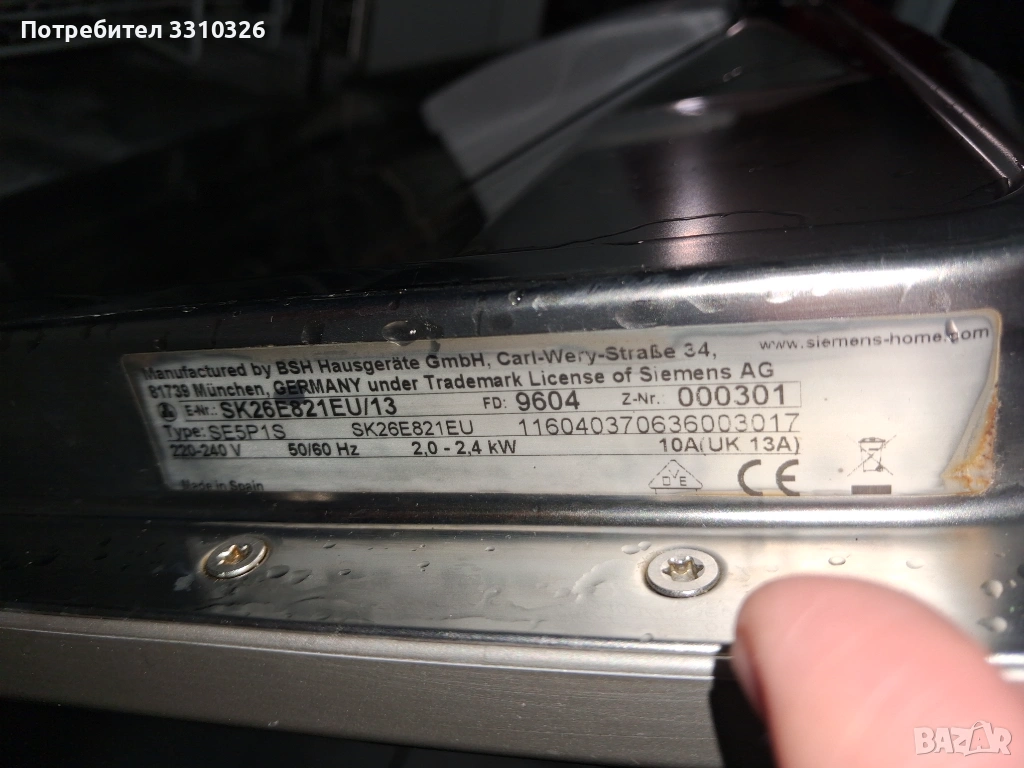 Потребител 3310326
www.siemens-home.com
Manufactured by BSH Hausgeräte GmbH, Carl-Wery-Straße 34,
81739 München, GERMANY under Trademark License of Siemens AG
E-Nr.: SK26E821EU/13 FD: 9604 Z-Nr. 000301
Type: SE5P1S SK26E821EU 116040370636003017
220-240 V 50/60 Hz 2,0 - 2,4 kW 10A(UK 13A)
Made in Spain
DVE CE
BAZAR